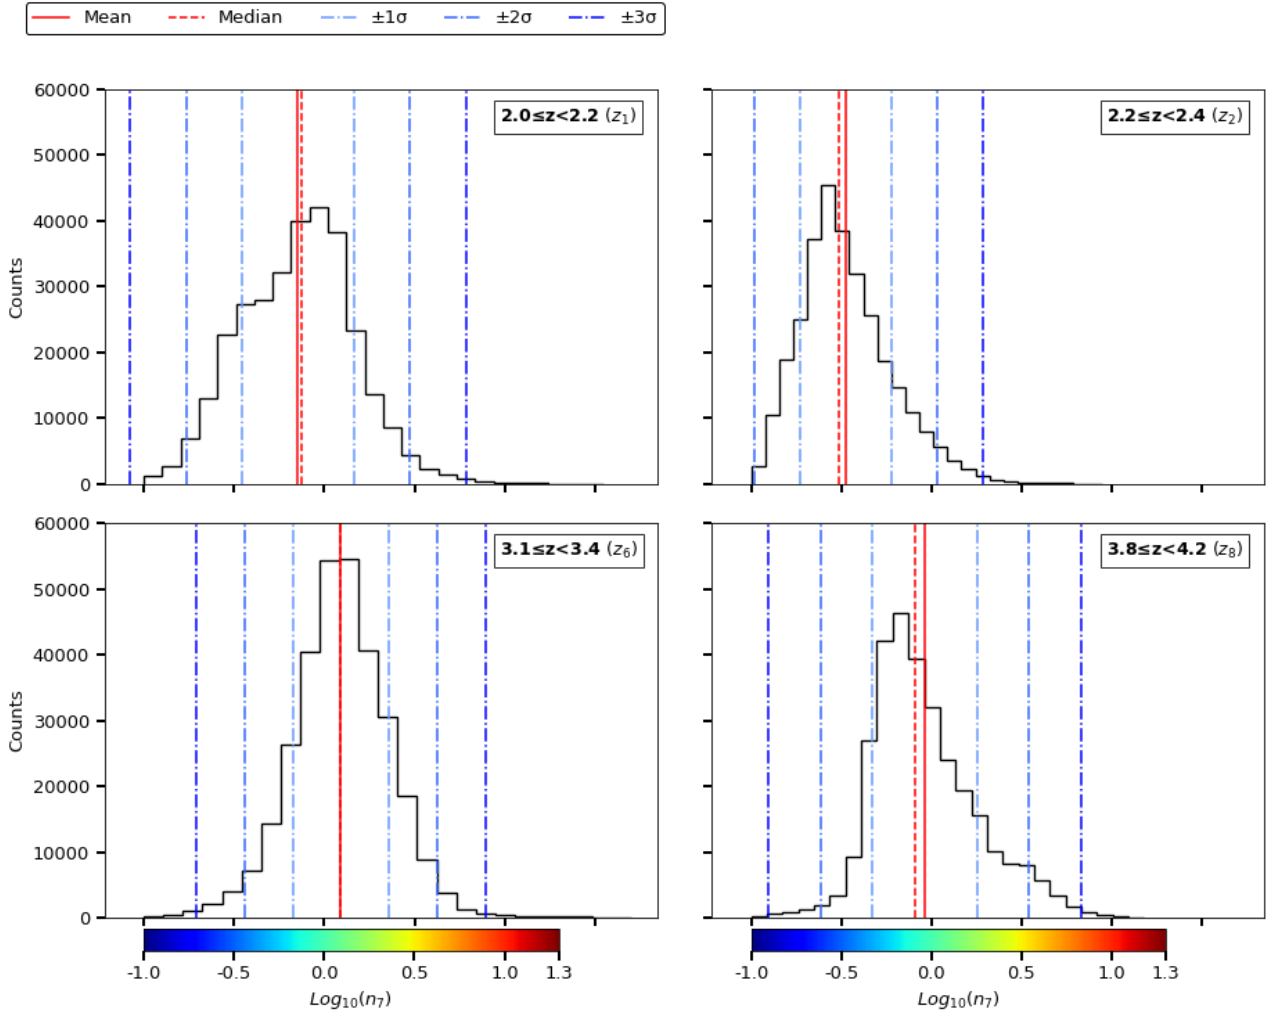 Mean Median ±1σ ±2σ ±3σ
60000
50000
40000
30000
20000
10000
0
Counts
2.0≤z<2.2 (z₁)
2.2≤z<2.4 (z₂)
60000
50000
40000
30000
20000
10000
0
Counts
3.1≤z<3.4 (z₆)
3.8≤z<4.2 (z₈)
-1.0 -0.5 0.0 0.5 1.0 1.3
Log₁₀(n₇)
-1.0 -0.5 0.0 0.5 1.0 1.3
Log₁₀(n₇)